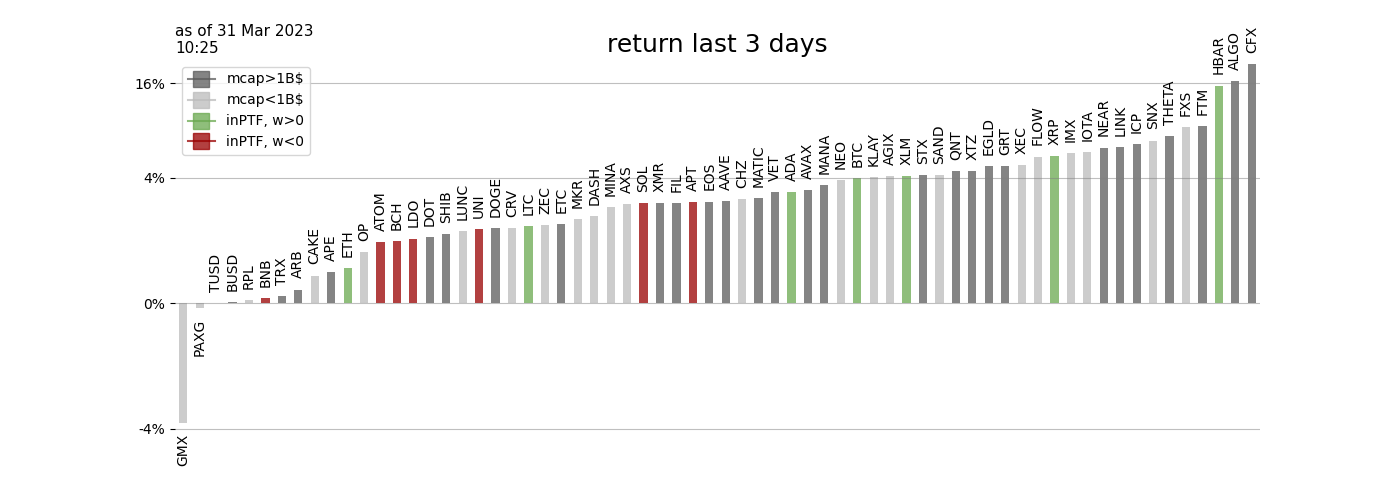 as of 31 Mar 2023
10:25
return last 3 days
mcap>1B$
mcap<1B$
inPTF, w>0
inPTF, w<0
16%
4%
0%
-4%
GMX
PAXG
TUSD
BUSD
RPL
BNB
TRX
ARB
CAKE
APE
ETH
OP
ATOM
BCH
LDO
DOT
SHIB
LUNC
UNI
DOGE
CRV
LTC
ZEC
ETC
MKR
DASH
MINA
AXS
SOL
XMR
FIL
APT
EOS
AAVE
CHZ
MATIC
VET
ADA
AVAX
MANA
NEO
BTC
KLAY
AGIX
XLM
STX
SAND
QNT
XTZ
EGLD
GRT
XEC
FLOW
XRP
IMX
IOTA
NEAR
LINK
ICP
SNX
THETA
FXS
FTM
HBAR
ALGO
CFX